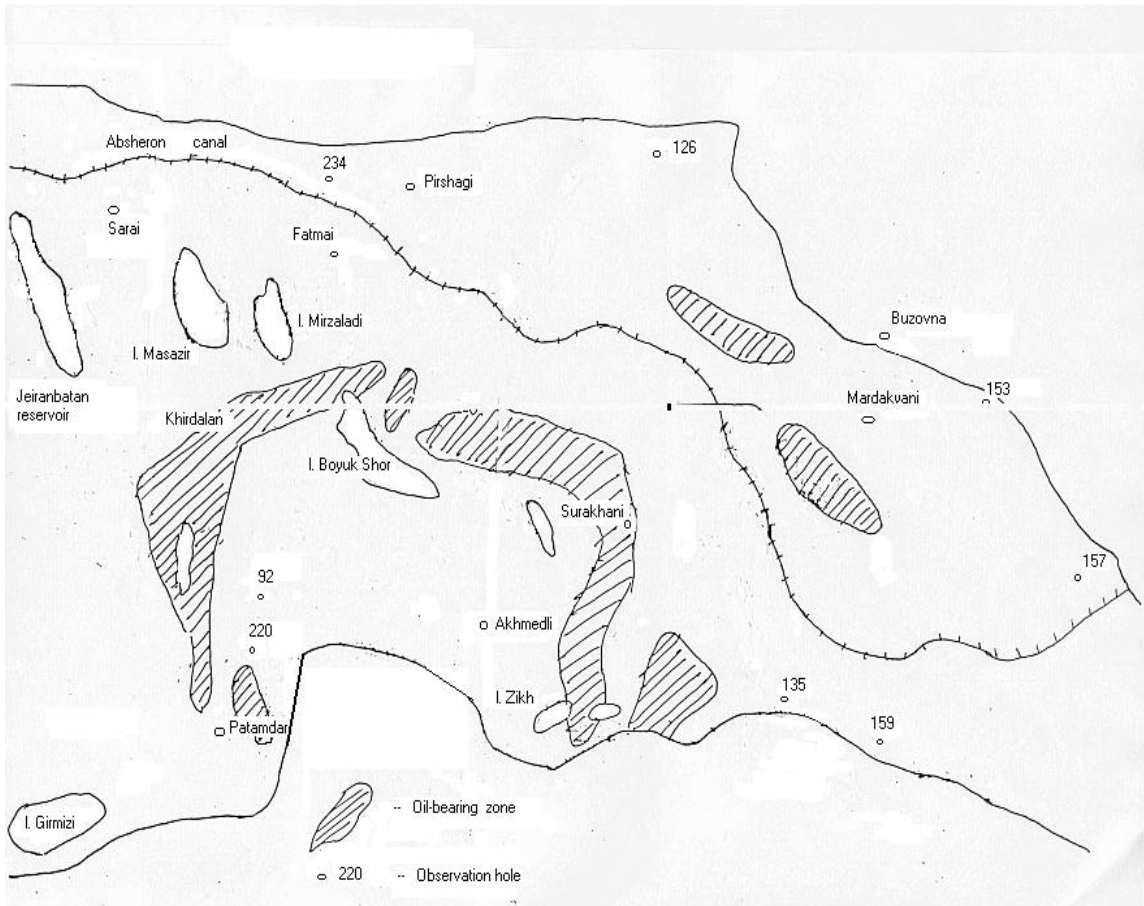 Absheron canal
126
234
Pirshagi
Sarai
Fatmai
l. Mirzaladi
Buzovna
l. Masazir
Jeiranbatan
reservoir
153
Mardakvani
Khirdalan
l. Boyuk Shor
Surakhani
92
157
Akhmedli
220
l. Zikh
135
Patamdar
159
l. Girmizi
-- Oil-bearing zone
220 -- Observation hole